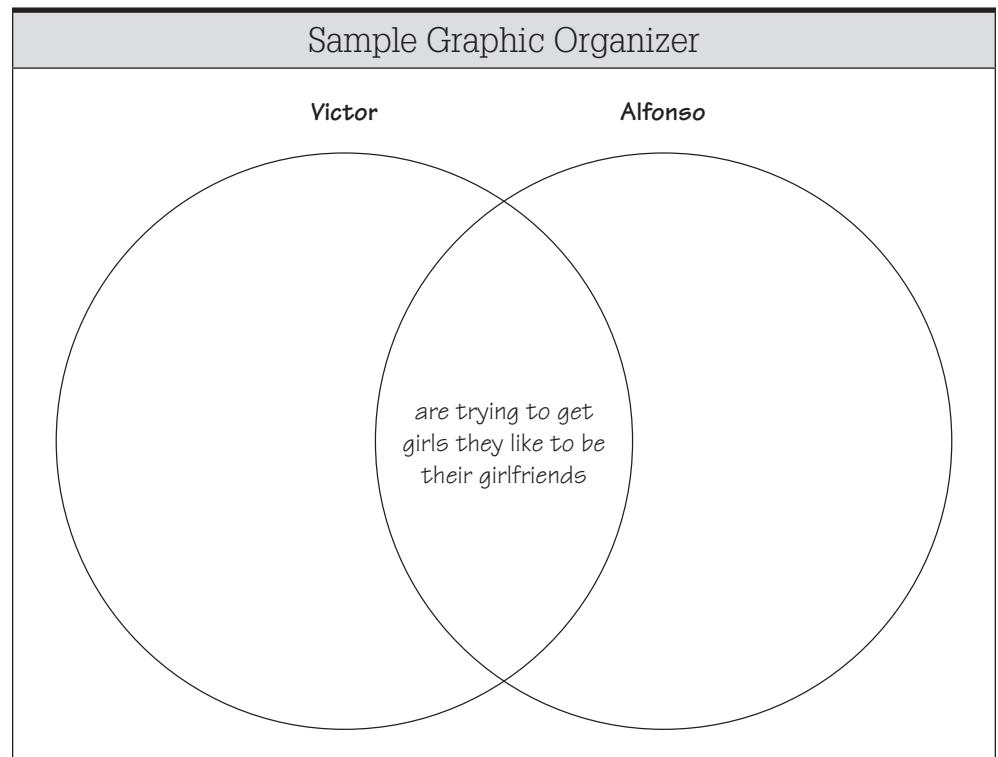 Sample Graphic Organizer
Victor
Alfonso
are trying to get
girls they like to be
their girlfriends